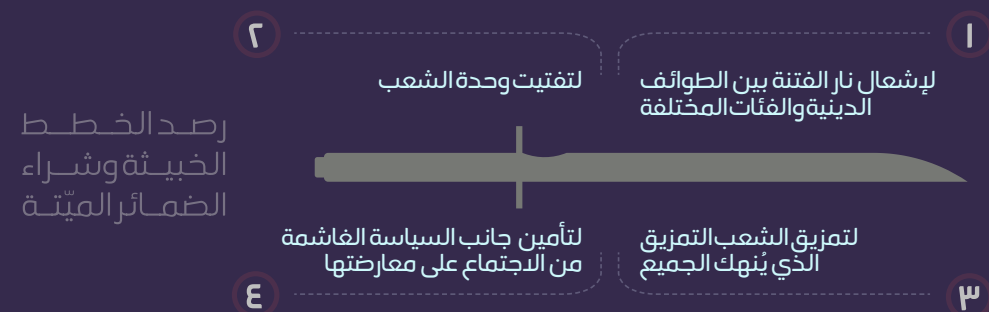 ١
لإشعال نار الفتنة بين الطوائف
الدينية والفئات المختلفة
٢
لتفتيت وحدة الشعب
رصد الخطط
الخبيثة وشراء
الضمائر الميّتة
٣
لتمزيق الشعب التمزيق
الذي يُنهك الجميع
٤
لتأمين جانب السياسة الغاشمة
من الاجتماع على معارضتها